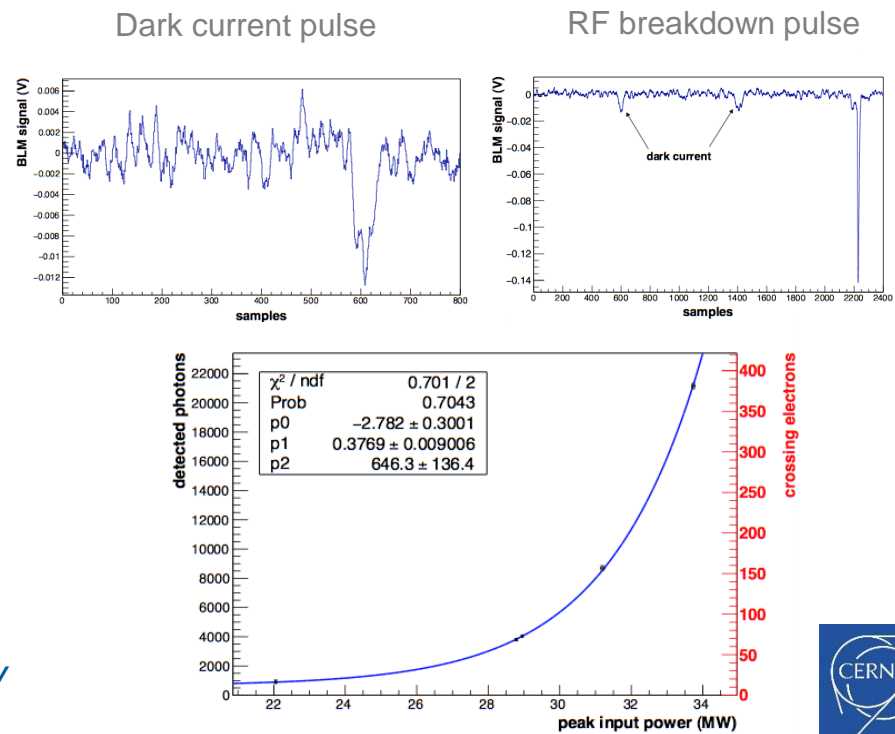 Dark current pulse
RF breakdown pulse
BLM signal (V)
0.006
0.004
0.002
0
−0.002
−0.004
−0.006
−0.008
−0.01
−0.012
0 100 200 300 400 500 600 700 800
samples
BLM signal (V)
0
−0.02
−0.04
−0.06
−0.08
−0.1
−0.12
−0.14
dark current
0 200 400 600 800 1000 1200 1400 1600 1800 2000 2200 2400
samples
detected photons
22000
20000
18000
16000
14000
12000
10000
8000
6000
4000
2000
0
χ² / ndf 0.701 / 2
Prob 0.7043
p0 −2.782 ± 0.3001
p1 0.3769 ± 0.009006
p2 646.3 ± 136.4
400
350
300
250
200
150
100
50
0
crossing electrons
22 24 26 28 30 32 34
peak input power (MW)
CERN